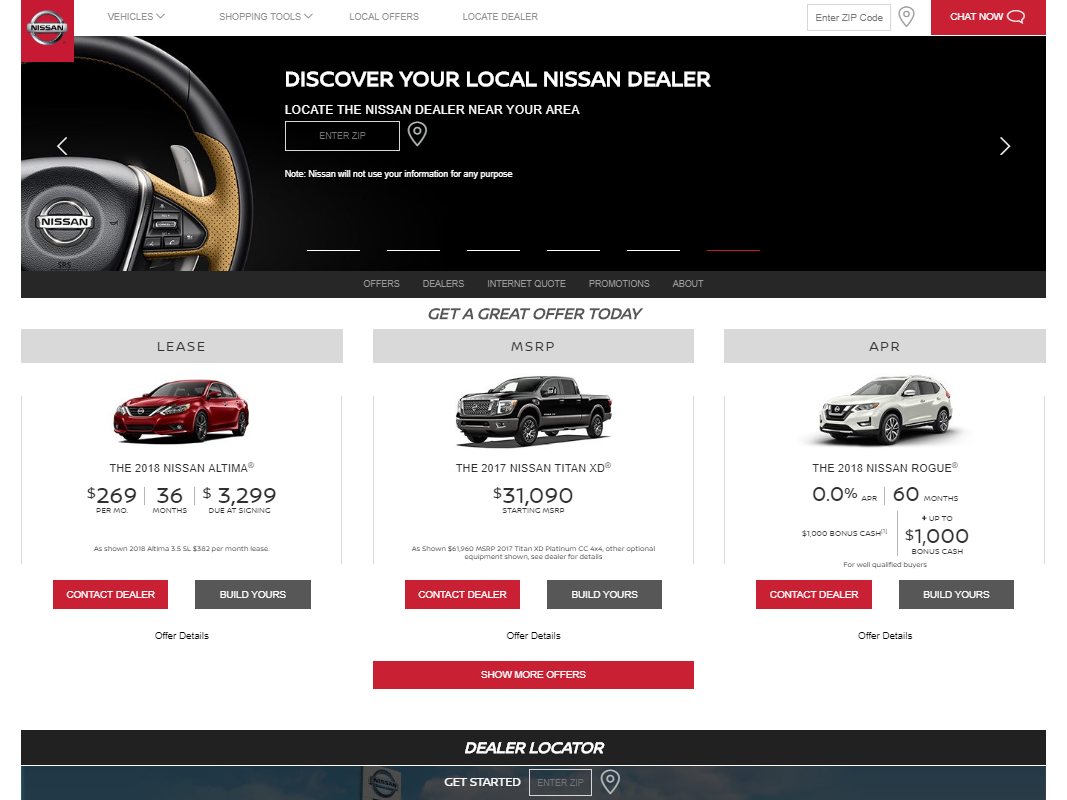 NISSAN
VEHICLES
SHOPPING TOOLS
LOCAL OFFERS
LOCATE DEALER
Enter ZIP Code
CHAT NOW
DISCOVER YOUR LOCAL NISSAN DEALER
LOCATE THE NISSAN DEALER NEAR YOUR AREA
ENTER ZIP
Note: Nissan will not use your information for any purpose
NISSAN
SRS
OFFERS DEALERS INTERNET QUOTE PROMOTIONS ABOUT
GET A GREAT OFFER TODAY
LEASE
THE 2018 NISSAN ALTIMA®
$269 36 $ 3,299
PER MO. MONTHS DUE AT SIGNING
As shown 2018 Altima 3.5 SL $382 per month lease.
CONTACT DEALER BUILD YOURS
Offer Details
MSRP
THE 2017 NISSAN TITAN XD®
$31,090
STARTING MSRP
As Shown $61,960 MSRP 2017 Titan XD Platinum CC 4x4, other optional
equipment shown, see dealer for details
CONTACT DEALER BUILD YOURS
Offer Details
APR
THE 2018 NISSAN ROGUE®
0.0% APR 60 MONTHS
$1,000 BONUS CASH[1]
+ UP TO
$1,000
BONUS CASH
For well qualified buyers
CONTACT DEALER BUILD YOURS
Offer Details
SHOW MORE OFFERS
DEALER LOCATOR
NISSAN
GET STARTED ENTER ZIP